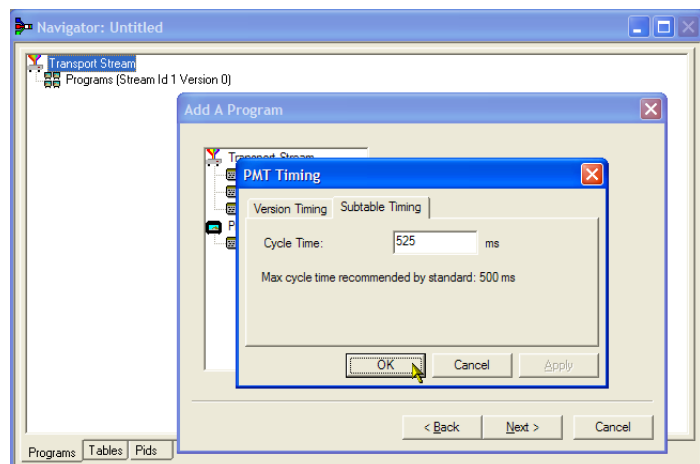 Navigator: Untitled
Transport Stream
Programs (Stream Id 1 Version 0)
Add A Program
Transport Stream
P
PMT Timing
Version Timing
Subtable Timing
Cycle Time:
525
ms
Max cycle time recommended by standard: 500 ms
OK
Cancel
Apply
< Back
Next >
Cancel
Programs
Tables
Pids